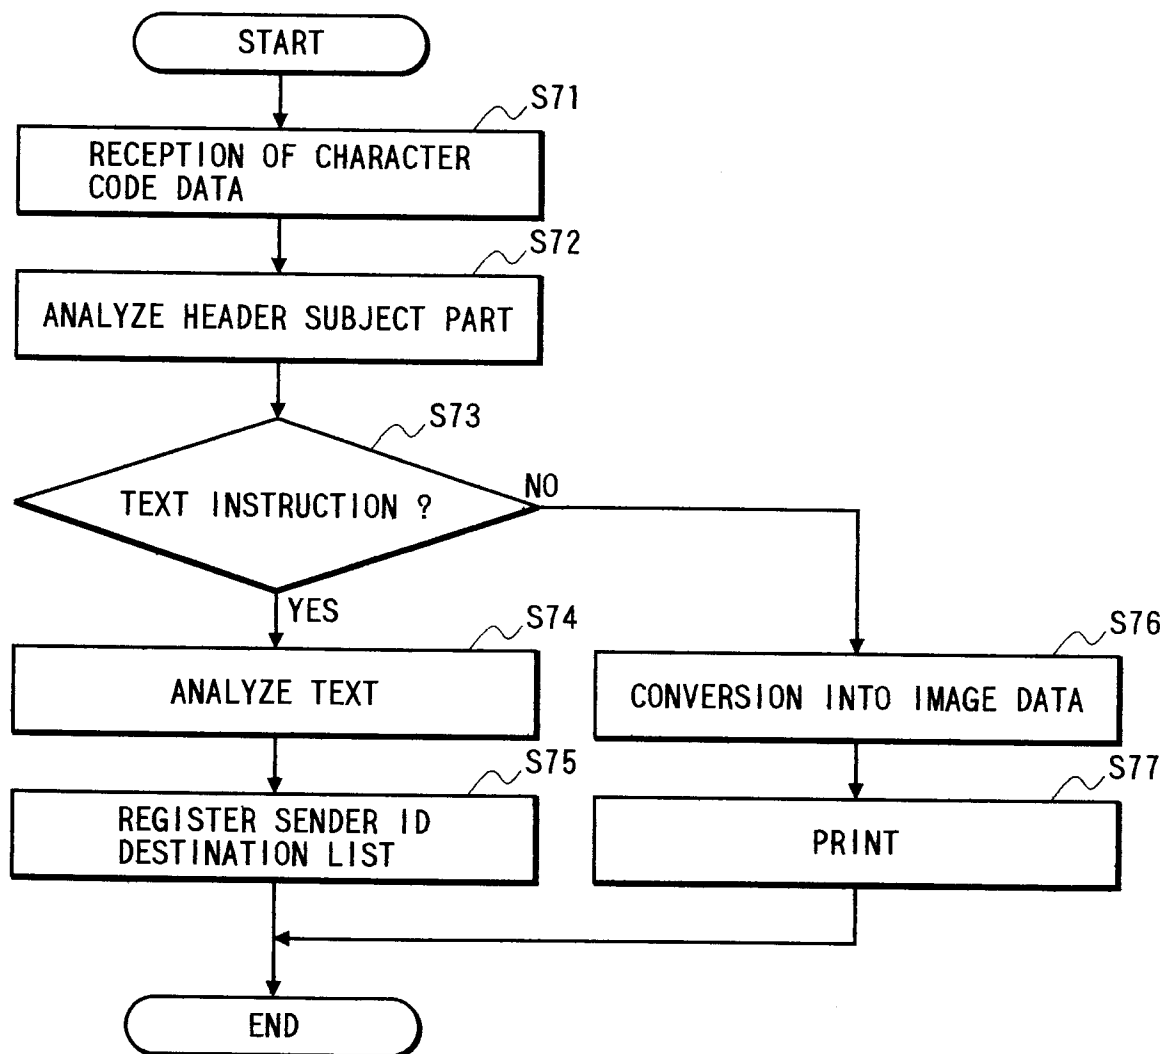 START
S71
RECEPTION OF CHARACTER
CODE DATA
S72
ANALYZE HEADER SUBJECT PART
S73
TEXT INSTRUCTION ?
NO
YES
S74
ANALYZE TEXT
S75
REGISTER SENDER ID
DESTINATION LIST
S76
CONVERSION INTO IMAGE DATA
S77
PRINT
END